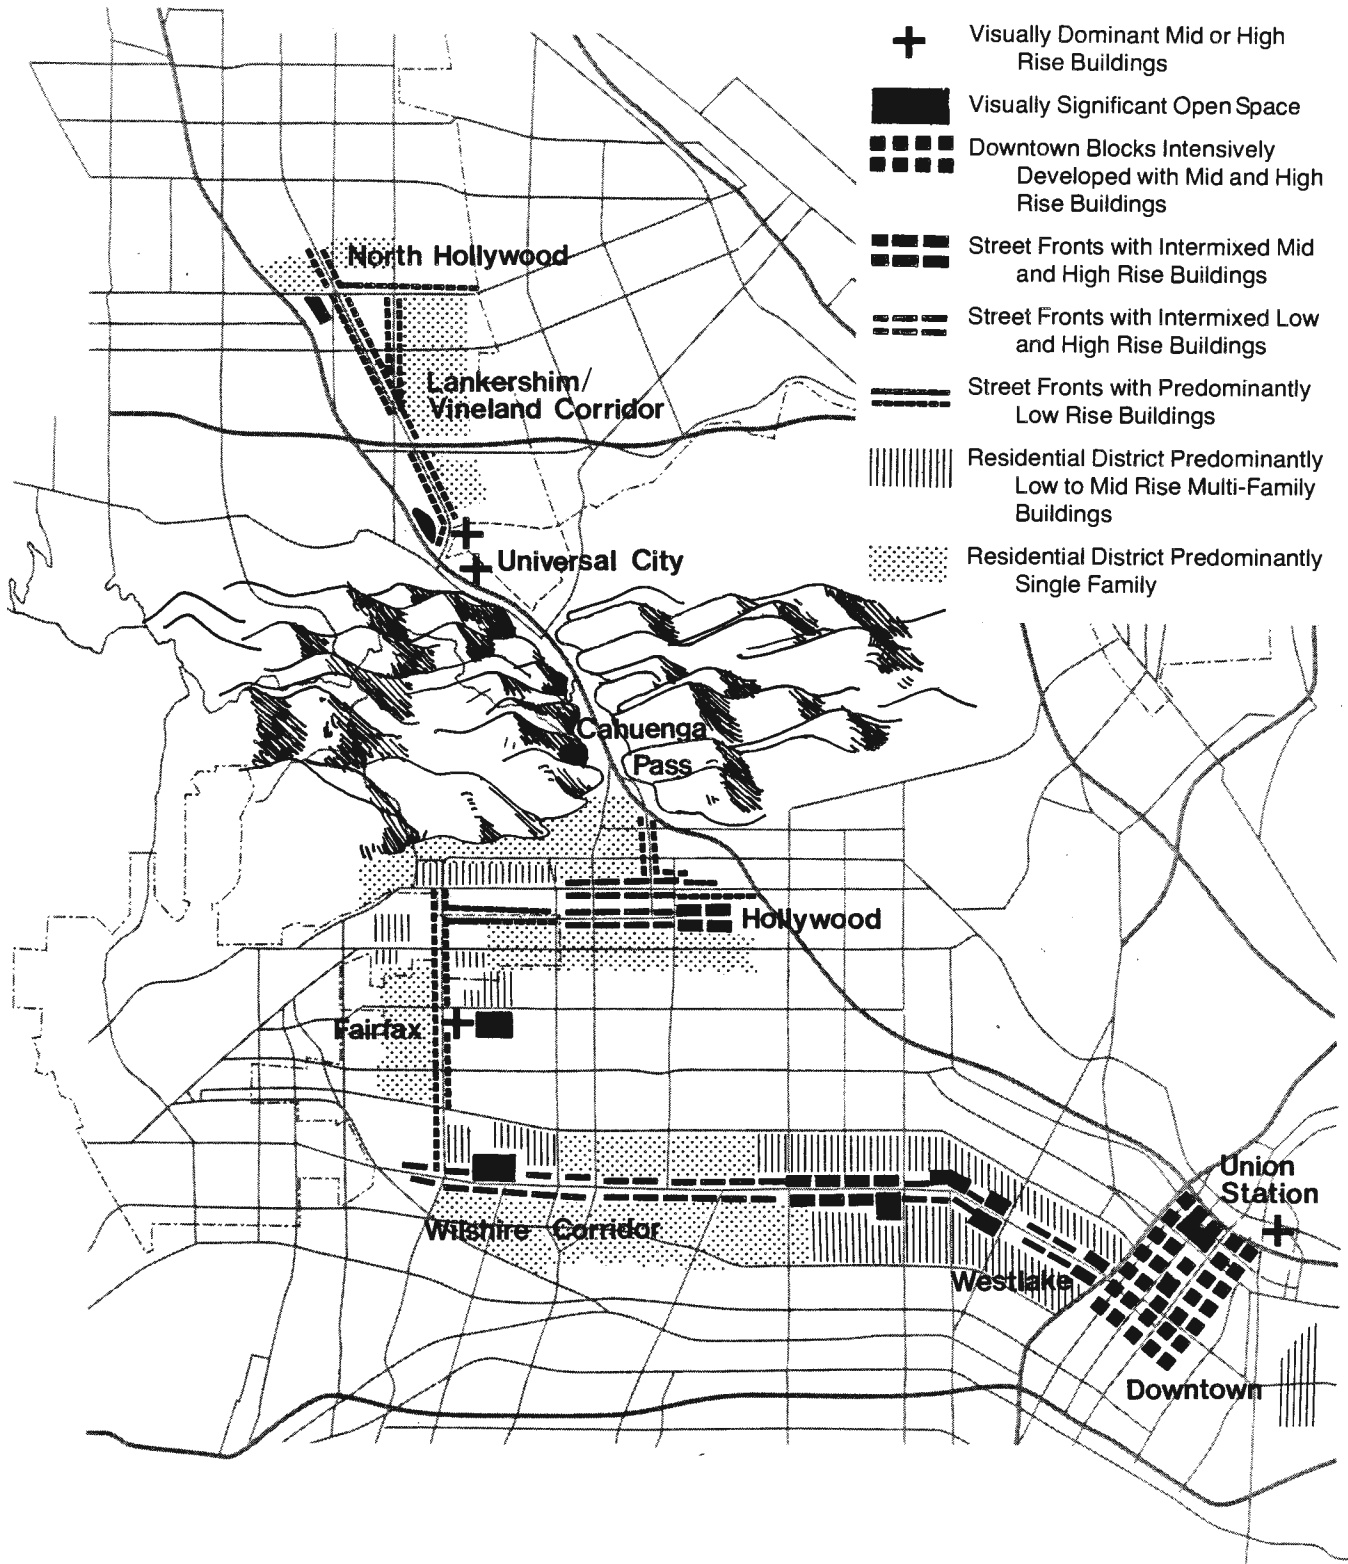 Visually Dominant Mid or High
Rise Buildings
Visually Significant Open Space
Downtown Blocks Intensively
Developed with Mid and High
Rise Buildings
Street Fronts with Intermixed Mid
and High Rise Buildings
Street Fronts with Intermixed Low
and High Rise Buildings
Street Fronts with Predominantly
Low Rise Buildings
Residential District Predominantly
Low to Mid Rise Multi-Family
Buildings
Residential District Predominantly
Single Family
North Hollywood
Lankershim/
Vineland Corridor
Universal City
Cahuenga
Pass
Hollywood
Fairfax
Wilshire Corridor
Westlake
Union
Station
Downtown